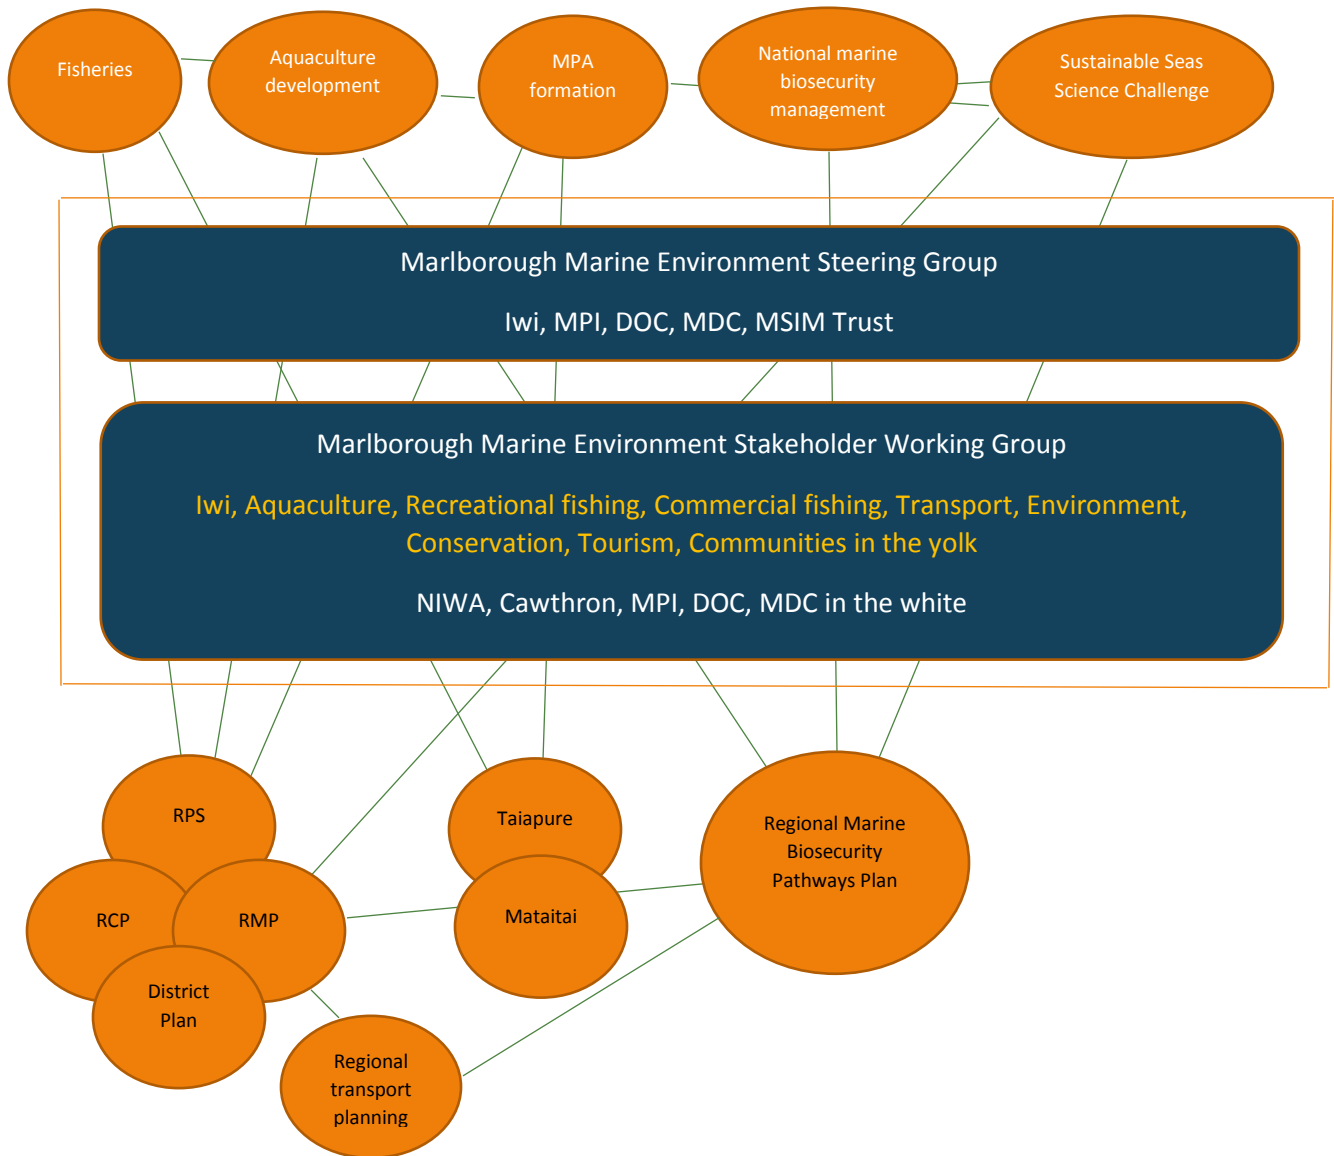 Fisheries
Aquaculture
development
MPA
formation
National marine
biosecurity
management
Sustainable Seas
Science Challenge
Marlborough Marine Environment Steering Group
Iwi, MPI, DOC, MDC, MSIM Trust
Marlborough Marine Environment Stakeholder Working Group
Iwi, Aquaculture, Recreational fishing, Commercial fishing, Transport, Environment,
Conservation, Tourism, Communities in the yolk
NIWA, Cawthron, MPI, DOC, MDC in the white
RPS
RCP
RMP
District
Plan
Taiapure
Mataitai
Regional Marine
Biosecurity
Pathways Plan
Regional
transport
planning